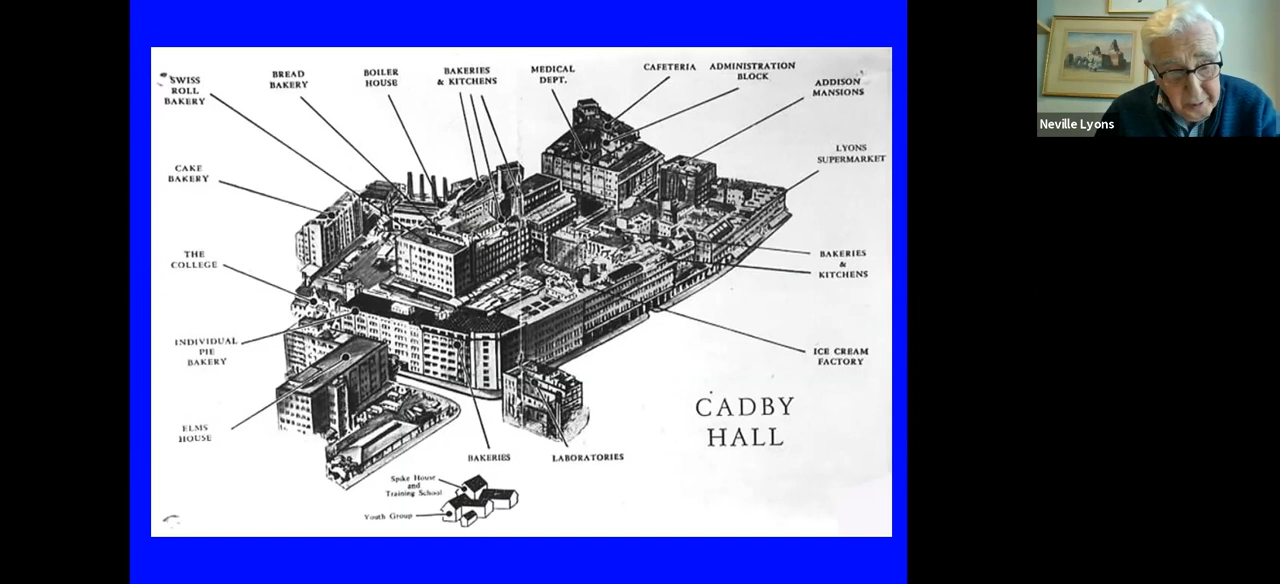 SWISS
ROLL
BAKERY
BREAD
BAKERY
BOILER
HOUSE
BAKERIES
& KITCHENS
MEDICAL
DEPT.
CAFETERIA
ADMINISTRATION
BLOCK
ADDISON
MANSIONS
Neville Lyons
LYONS
SUPERMARKET
CAKE
BAKERY
THE
COLLEGE
BAKERIES
&
KITCHENS
INDIVIDUAL
PIE
BAKERY
ICE CREAM
FACTORY
ELMS
HOUSE
CADBY
HALL
BAKERIES
LABORATORIES
Spike House
and
Training School
Youth Group